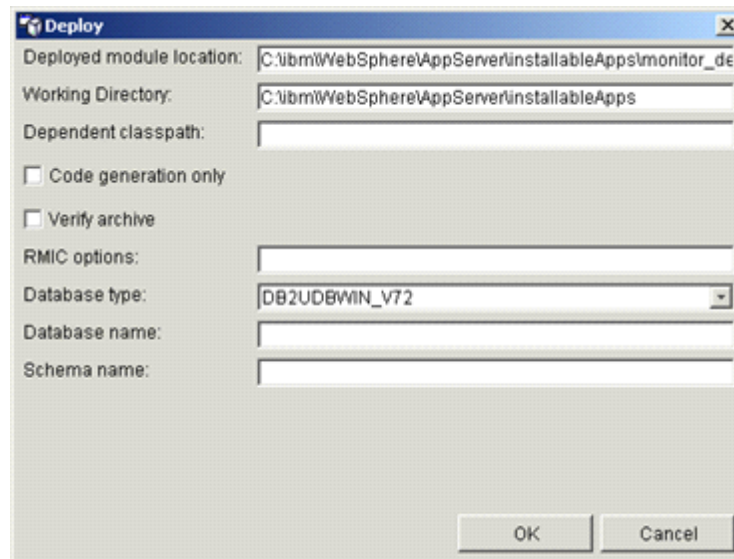 Deploy
Deployed module location: C:\ibm\WebSphere\AppServer\installableApps\monitor_de
Working Directory: C:\ibm\WebSphere\AppServer\installableApps
Dependent classpath:
Code generation only
Verify archive
RMIC options:
Database type: DB2UDBWIN_V72
Database name:
Schema name:
OK Cancel